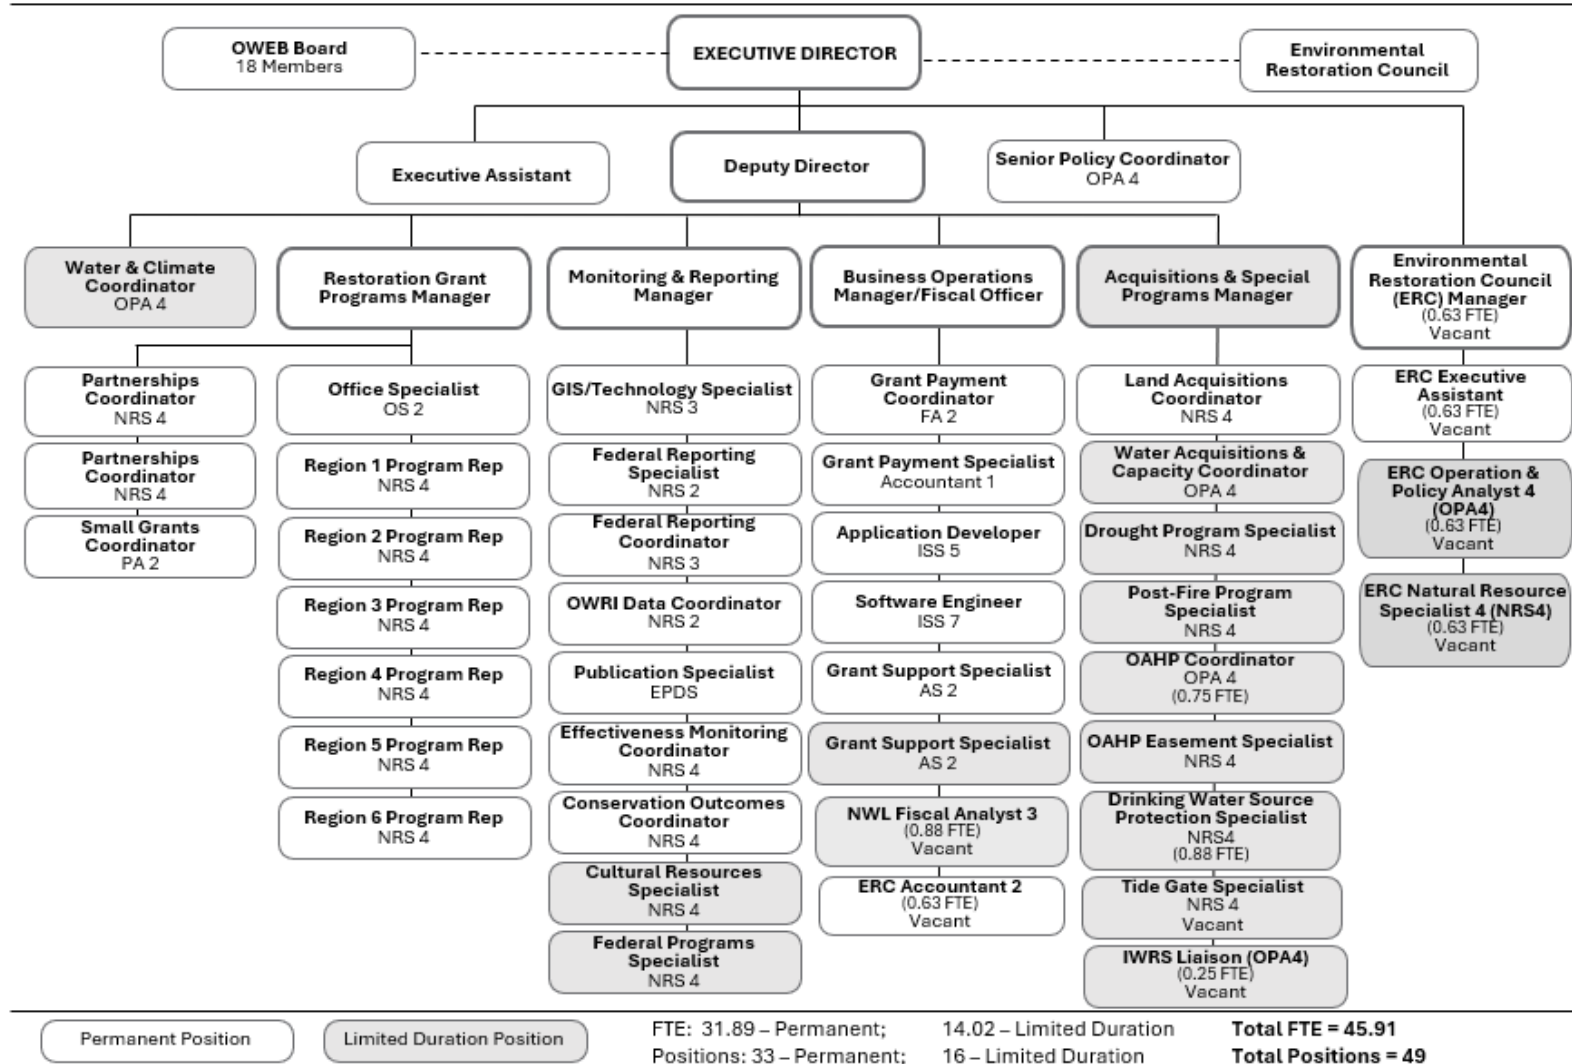 OWEB Board
18 Members
EXECUTIVE DIRECTOR
Environmental
Restoration Council
Executive Assistant
Deputy Director
Senior Policy Coordinator
OPA 4
Water & Climate
Coordinator
OPA 4
Restoration Grant
Programs Manager
Monitoring & Reporting
Manager
Business Operations
Manager/Fiscal Officer
Acquisitions & Special
Programs Manager
Environmental
Restoration Council
(ERC) Manager
(0.63 FTE)
Vacant
Partnerships
Coordinator
NRS 4
Partnerships
Coordinator
NRS 4
Small Grants
Coordinator
PA 2
Office Specialist
OS 2
Region 1 Program Rep
NRS 4
Region 2 Program Rep
NRS 4
Region 3 Program Rep
NRS 4
Region 4 Program Rep
NRS 4
Region 5 Program Rep
NRS 4
Region 6 Program Rep
NRS 4
GIS/Technology Specialist
NRS 3
Federal Reporting
Specialist
NRS 2
Federal Reporting
Coordinator
NRS 3
OWRI Data Coordinator
NRS 2
Publication Specialist
EPDS
Effectiveness Monitoring
Coordinator
NRS 4
Conservation Outcomes
Coordinator
NRS 4
Cultural Resources
Specialist
NRS 4
Federal Programs
Specialist
NRS 4
Grant Payment
Coordinator
FA 2
Grant Payment Specialist
Accountant 1
Application Developer
ISS 5
Software Engineer
ISS 7
Grant Support Specialist
AS 2
Grant Support Specialist
AS 2
NWL Fiscal Analyst 3
(0.88 FTE)
Vacant
ERC Accountant 2
(0.63 FTE)
Vacant
Land Acquisitions
Coordinator
NRS 4
Water Acquisitions &
Capacity Coordinator
OPA 4
Drought Program Specialist
NRS 4
Post-Fire Program
Specialist
NRS 4
OAHP Coordinator
OPA 4
(0.75 FTE)
OAHP Easement Specialist
NRS 4
Drinking Water Source
Protection Specialist
NRS4
(0.88 FTE)
Tide Gate Specialist
NRS 4
Vacant
IWRS Liaison (OPA4)
(0.25 FTE)
Vacant
ERC Executive
Assistant
(0.63 FTE)
Vacant
ERC Operation &
Policy Analyst 4
(OPA4)
(0.63 FTE)
Vacant
ERC Natural Resource
Specialist 4 (NRS4)
(0.63 FTE)
Vacant
Permanent Position
Limited Duration Position
FTE: 31.89 – Permanent; 14.02 – Limited Duration Total FTE = 45.91
Positions: 33 – Permanent; 16 – Limited Duration Total Positions = 49